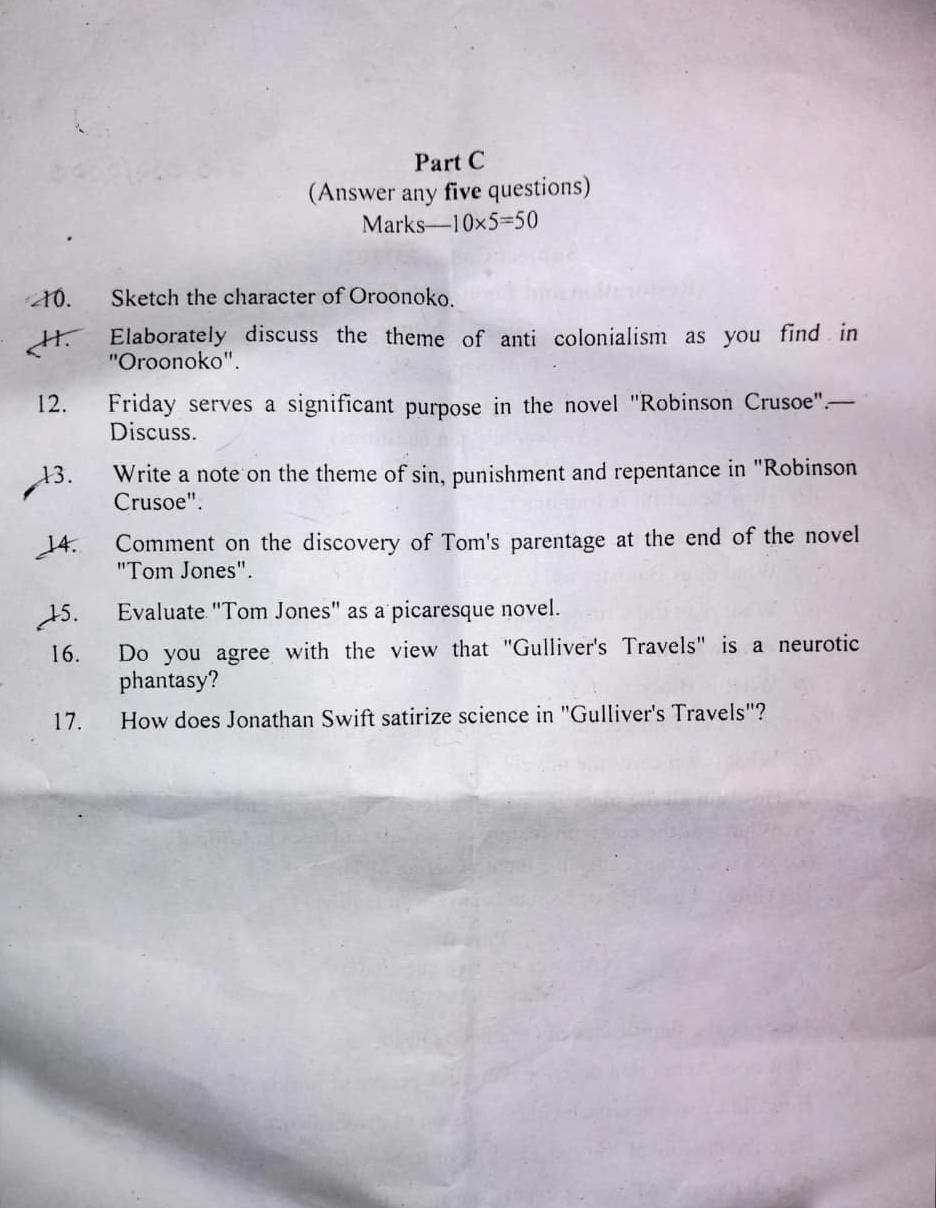 Part C
(Answer any five questions)
Marks—10×5=50
10. Sketch the character of Oroonoko.
11. Elaborately discuss the theme of anti colonialism as you find in
"Oroonoko".
12. Friday serves a significant purpose in the novel "Robinson Crusoe".—
Discuss.
13. Write a note on the theme of sin, punishment and repentance in "Robinson
Crusoe".
14. Comment on the discovery of Tom's parentage at the end of the novel
"Tom Jones".
15. Evaluate "Tom Jones" as a picaresque novel.
16. Do you agree with the view that "Gulliver's Travels" is a neurotic
phantasy?
17. How does Jonathan Swift satirize science in "Gulliver's Travels"?